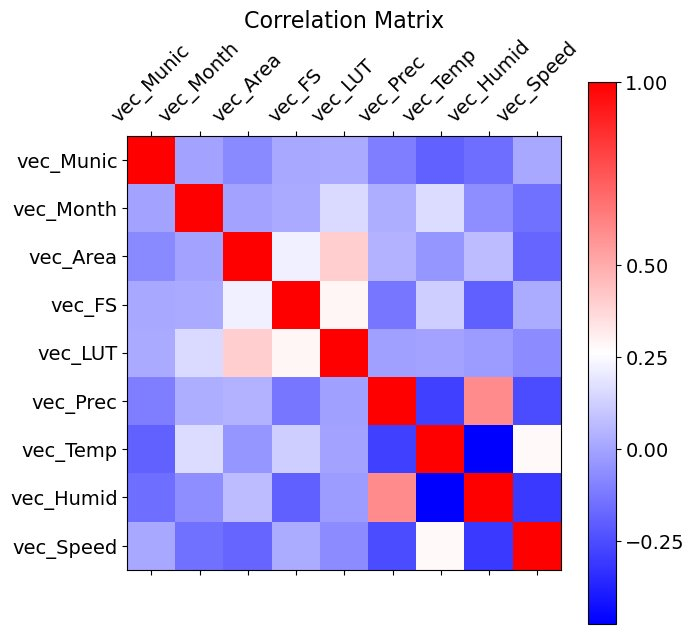 Correlation Matrix
vec_Munic
vec_Month
vec_Area
vec_FS
vec_LUT
vec_Prec
vec_Temp
vec_Humid
vec_Speed
vec_Munic
vec_Month
vec_Area
vec_FS
vec_LUT
vec_Prec
vec_Temp
vec_Humid
vec_Speed
1.00
0.50
0.25
0.00
−0.25